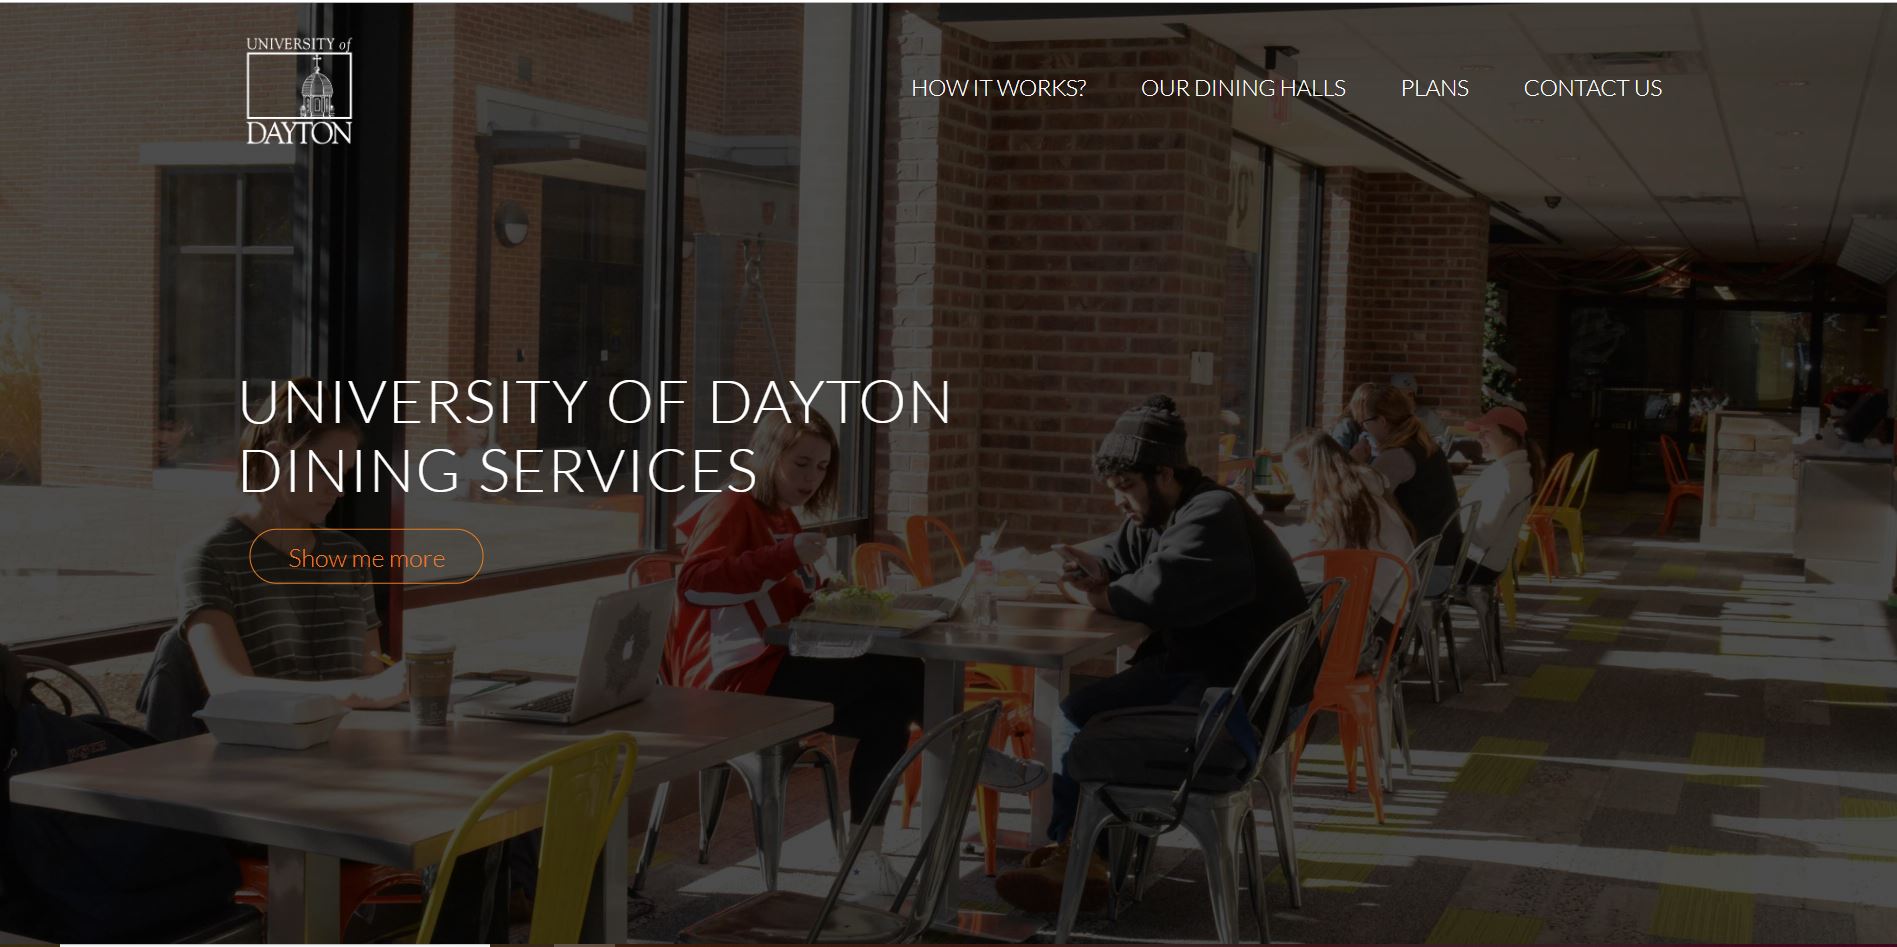 UNIVERSITY of
DAYTON
HOW IT WORKS?
OUR DINING HALLS
PLANS
CONTACT US
UNIVERSITY OF DAYTON
DINING SERVICES
Show me more